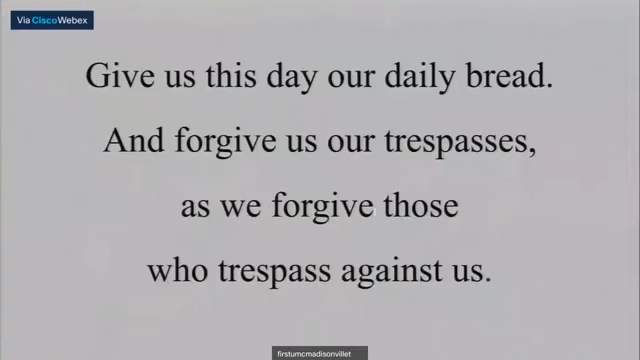 Via CiscoWebex
Give us this day our daily bread.
And forgive us our trespasses,
as we forgive those
who trespass against us.
firstumcmadisonvillet